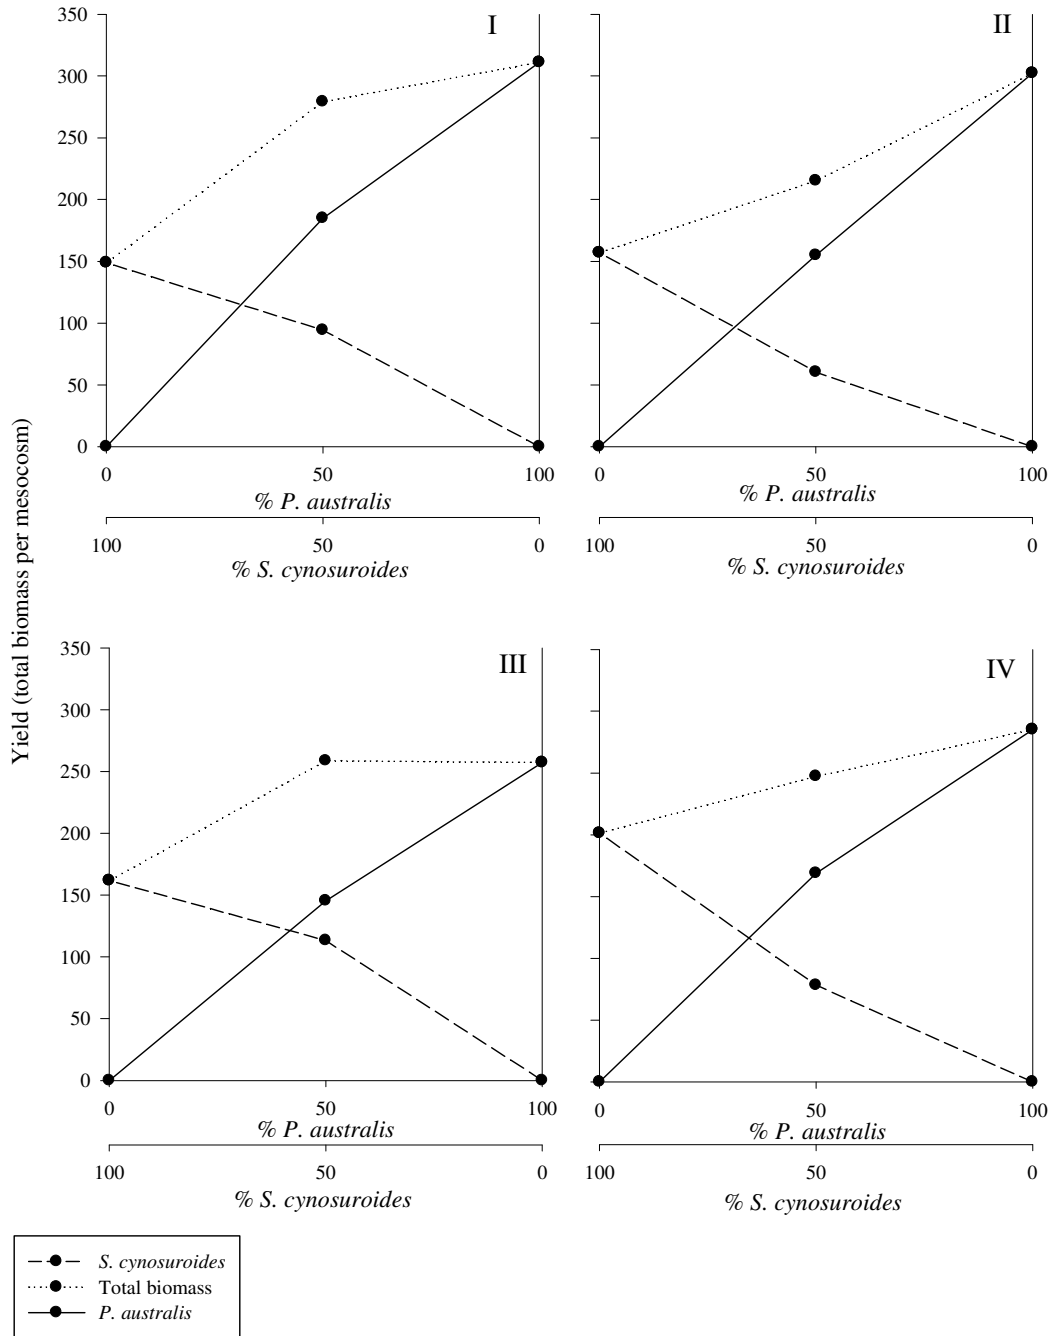 Yield (total biomass per mesocosm)
I
350
300
250
200
150
100
50
0
0 50 100
% P. australis
100 50 0
% S. cynosuroides
II
0 50 100
% P. australis
100 50 0
% S. cynosuroides
III
350
300
250
200
150
100
50
0
0 50 100
% P. australis
100 50 0
% S. cynosuroides
IV
0 50 100
% P. australis
100 50 0
% S. cynosuroides
S. cynosuroides
Total biomass
P. australis